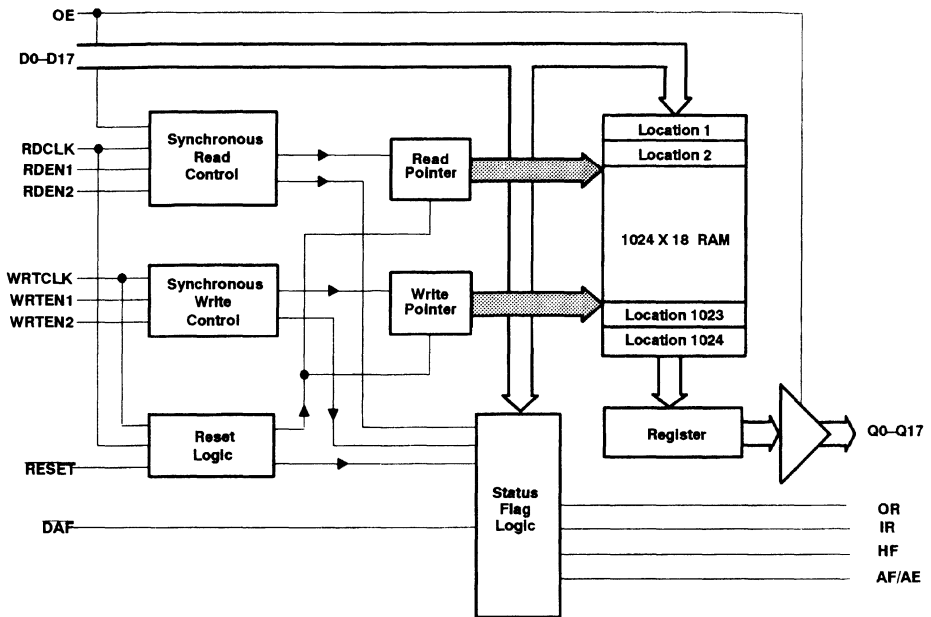 OE
D0–D17
RDCLK
RDEN1
RDEN2
WRTCLK
WRTEN1
WRTEN2
RESET
DAF
Synchronous
Read
Control
Synchronous
Write
Control
Reset
Logic
Read
Pointer
Write
Pointer
Status
Flag
Logic
Location 1
Location 2
1024 X 18 RAM
Location 1023
Location 1024
Register
Q0–Q17
OR
IR
HF
AF/AE